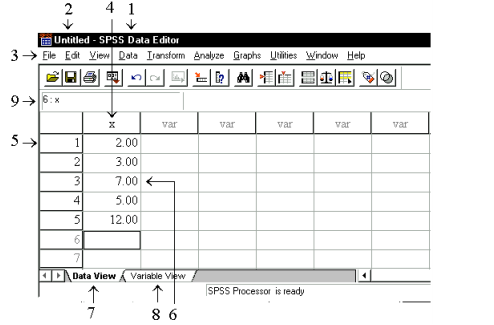 2 4 1
Untitled - SPSS Data Editor
3 File Edit View Data Transform Analyze Graphs Utilities Window Help
9 6 : x
x var var var var var
5 1 2.00
2 3.00
3 7.00
4 5.00
5 12.00
6
7
Data View Variable View
SPSS Processor is ready
7 8 6